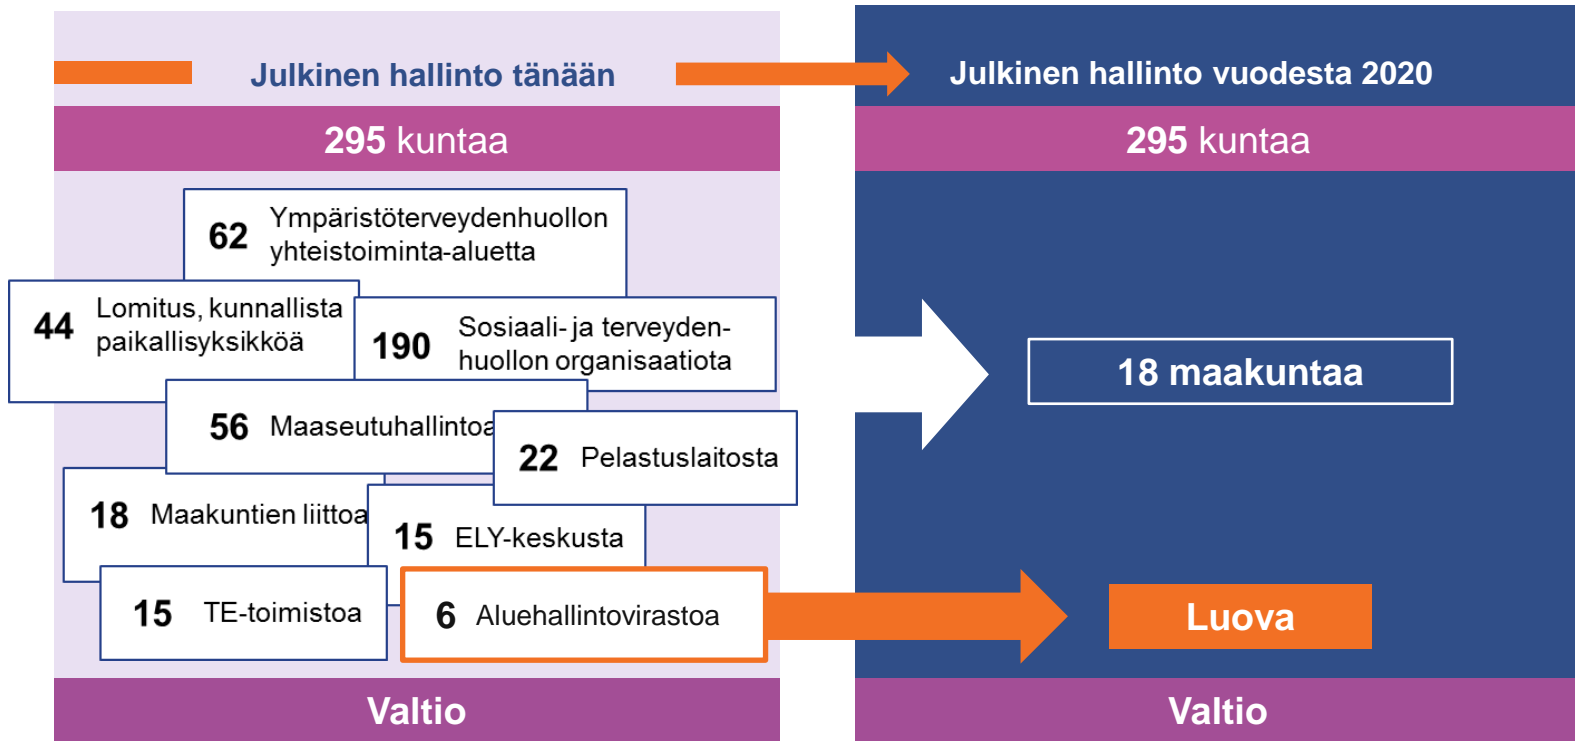 Julkinen hallinto tänään
Julkinen hallinto vuodesta 2020
295 kuntaa
295 kuntaa
62 Ympäristöterveydenhuollon
yhteistoiminta-aluetta
44 Lomitus, kunnallista
paikallisyksikköä
190 Sosiaali- ja terveyden-
huollon organisaatiota
18 maakuntaa
56
22 Pelastuslaitosta
18 Maakuntien liittoa
15 ELY-keskusta
15 TE-toimistoa
6 Aluehallintovirastoa
Luova
Valtio
Valtio